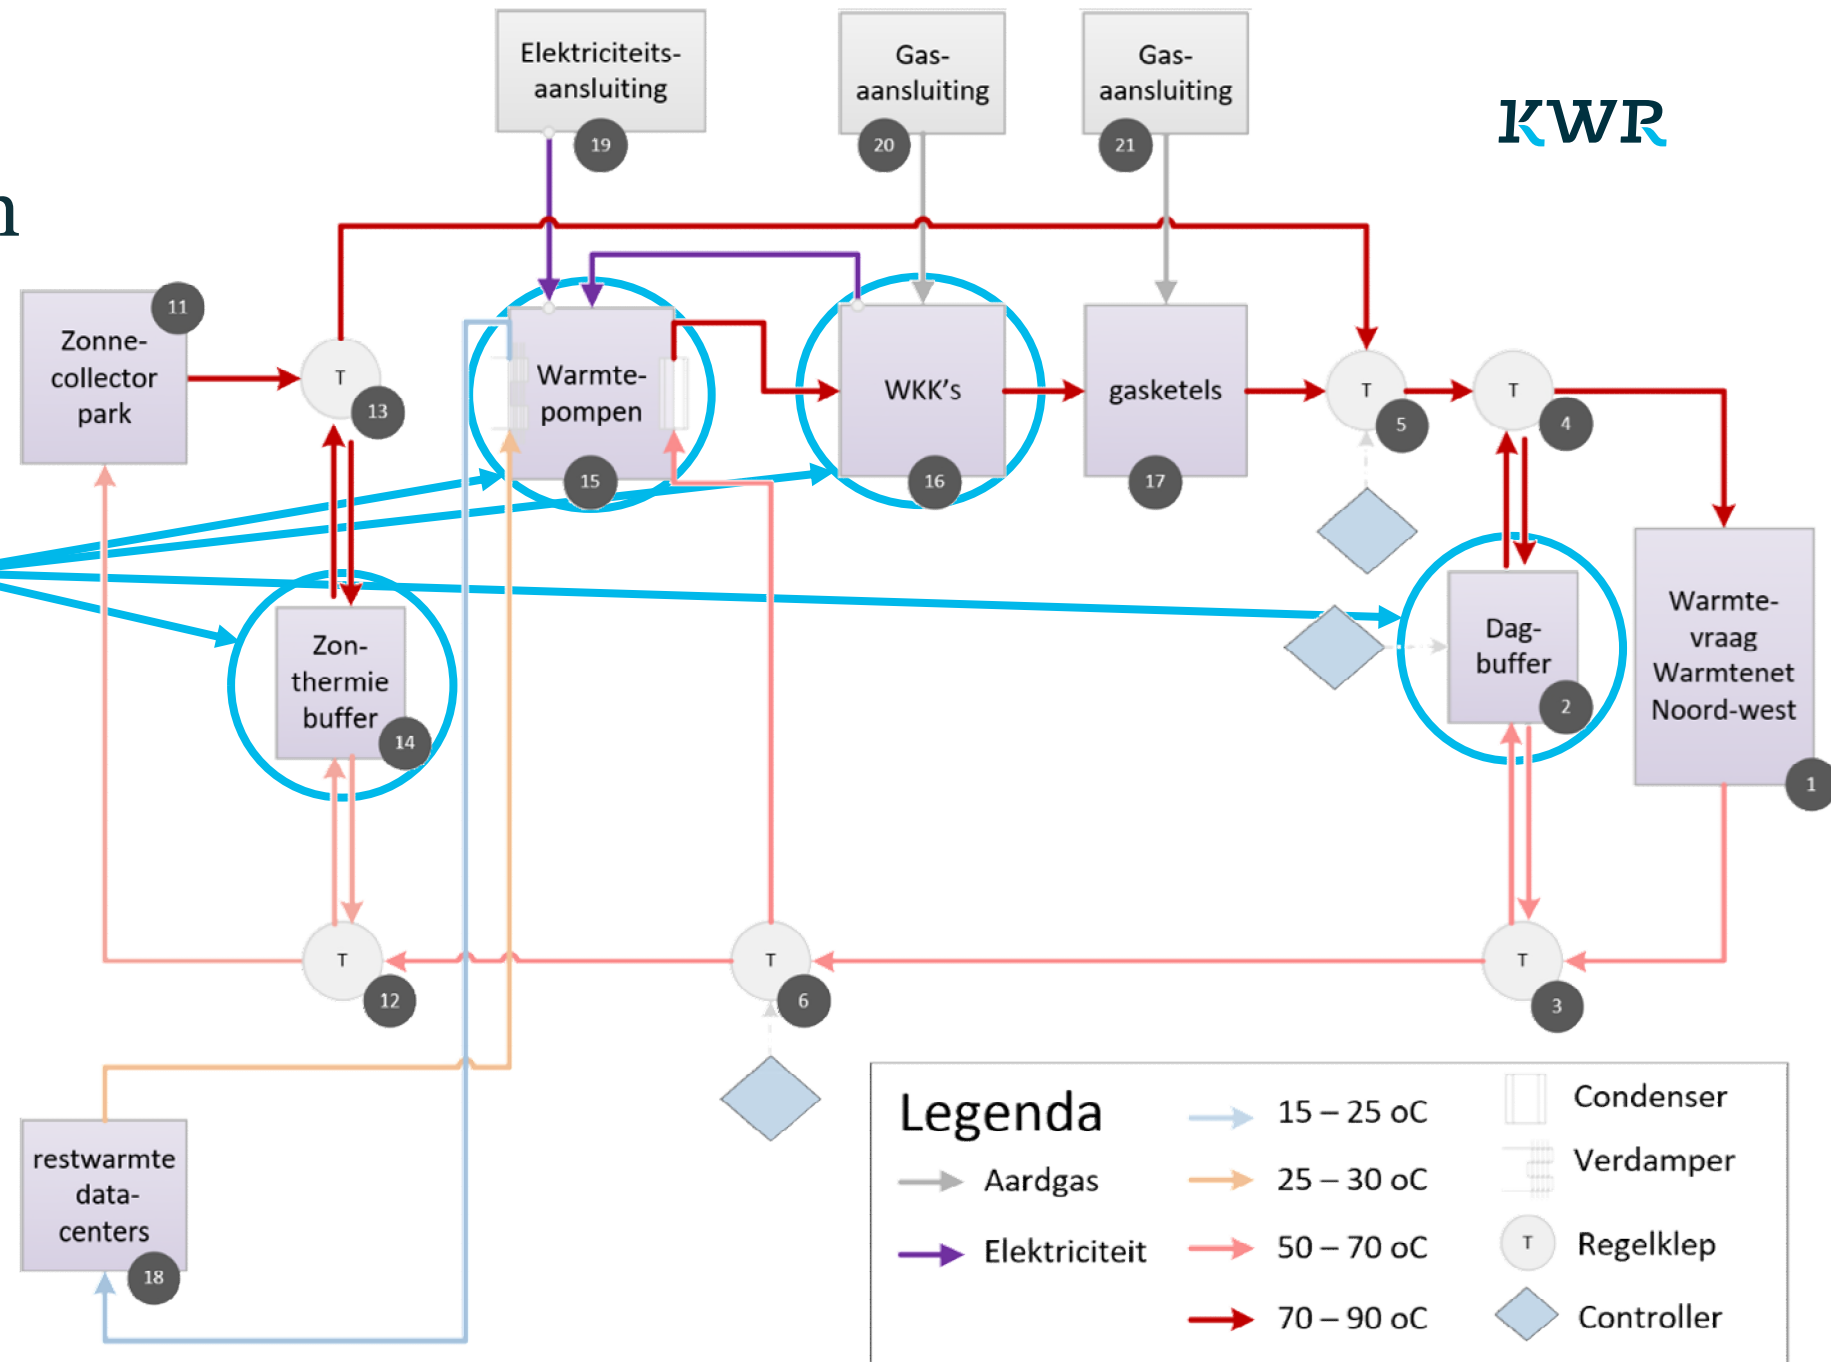 Elektriciteits-
aansluiting
19
Gas-
aansluiting
20
Gas-
aansluiting
21
KWR
n
11
Zonne-
collector
park
T
13
Warmte-
pompen
15
WKK's
16
gasketels
17
T
5
T
4
Zon-
thermie
buffer
14
Dag-
buffer
2
Warmte-
vraag
Warmtenet
Noord-west
1
T
12
T
6
T
3
restwarmte
data-
centers
18
Legenda
Aardgas
Elektriciteit
15 – 25 oC
25 – 30 oC
50 – 70 oC
70 – 90 oC
Condenser
Verdamper
T
Regelklep
Controller